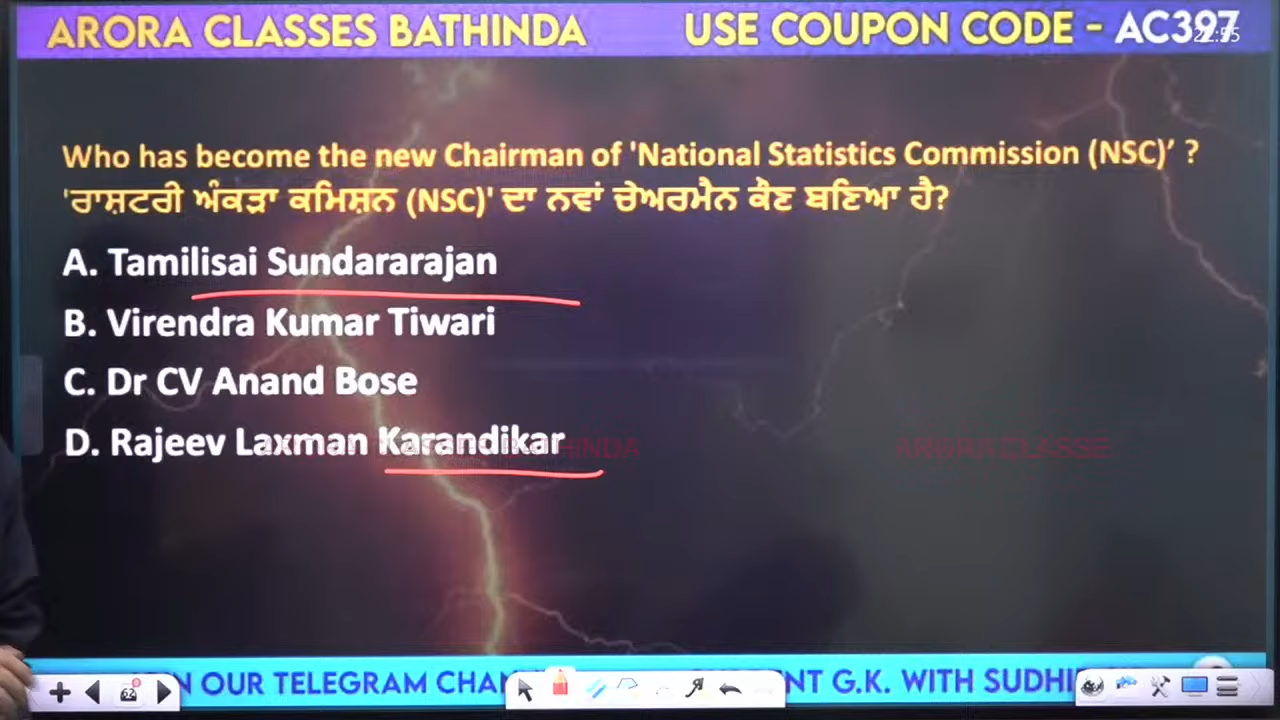 ARORA CLASSES BATHINDA USE COUPON CODE - AC397
Who has become the new Chairman of 'National Statistics Commission (NSC)’ ?
'ਰਾਸ਼ਟਰੀ ਅੰਕੜਾ ਕਮਿਸ਼ਨ (NSC)' ਦਾ ਨਵਾਂ ਚੇਅਰਮੈਨ ਕੌਣ ਬਣਿਆ ਹੈ?
A. Tamilisai Sundararajan
B. Virendra Kumar Tiwari
C. Dr CV Anand Bose
D. Rajeev Laxman Karandikar
ARORA CLASSE
OUR TELEGRAM G.K. WITH